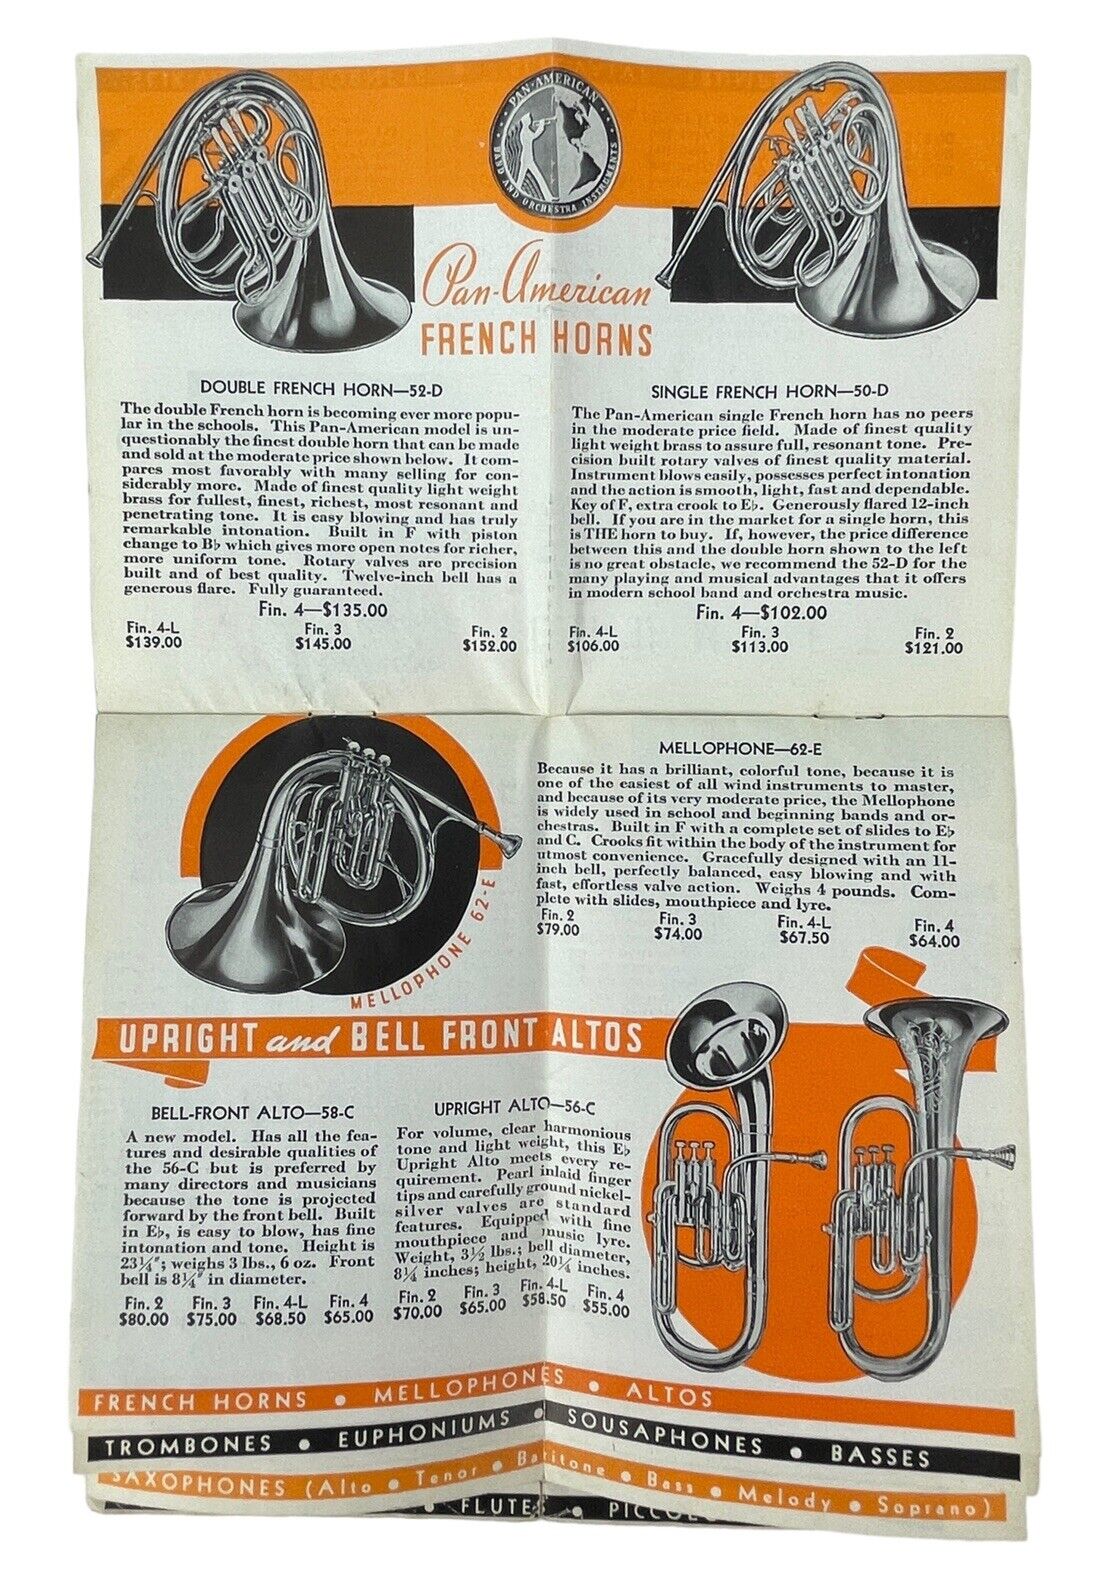 PAN-AMERICAN
BAND AND ORCHESTRA INSTRUMENTS
Pan-American
FRENCH HORNS
DOUBLE FRENCH HORN—52-D
The double French horn is becoming ever more popu-
lar in the schools. This Pan-American model is un-
questionably the finest double horn that can be made
and sold at the moderate price shown below. It com-
pares most favorably with many selling for con-
siderably more. Made of finest quality light weight
brass for fullest, finest, richest, most resonant and
penetrating tone. It is easy blowing and has truly
remarkable intonation. Built in F with piston
change to B♭ which gives more open notes for richer,
more uniform tone. Rotary valves are precision
built and of best quality. Twelve-inch bell has a
generous flare. Fully guaranteed.
Fin. 4—$135.00
Fin. 4-L Fin. 3 Fin. 2
$139.00 $145.00 $152.00
SINGLE FRENCH HORN—50-D
The Pan-American single French horn has no peers
in the moderate price field. Made of finest quality
light weight brass to assure full, resonant tone. Pre-
cision built rotary valves of finest quality material.
Instrument blows easily, possesses perfect intonation
and the action is smooth, light, fast and dependable.
Key of F, extra crook to E♭. Generously flared 12-inch
bell. If you are in the market for a single horn, this
is THE horn to buy. If, however, the price difference
between this and the double horn shown to the left
is no great obstacle, we recommend the 52-D for the
many playing and musical advantages that it offers
in modern school band and orchestra music.
Fin. 4—$102.00
Fin. 4-L Fin. 3 Fin. 2
$106.00 $113.00 $121.00
MELLOPHONE 62-E
MELLOPHONE—62-E
Because it has a brilliant, colorful tone, because it is
one of the easiest of all wind instruments to master,
and because of its very moderate price, the Mellophone
is widely used in school and beginning bands and or-
chestras. Built in F with a complete set of slides to E♭
and C. Crooks fit within the body of the instrument for
utmost convenience. Gracefully designed with an 11-
inch bell, perfectly balanced, easy blowing and with
fast, effortless valve action. Weighs 4 pounds. Com-
plete with slides, mouthpiece and lyre.
Fin. 2 Fin. 3 Fin. 4-L Fin. 4
$79.00 $74.00 $67.50 $64.00
UPRIGHT and BELL FRONT ALTOS
BELL-FRONT ALTO—58-C
A new model. Has all the fea-
tures and desirable qualities of
the 56-C but is preferred by
many directors and musicians
because the tone is projected
forward by the front bell. Built
in E♭, is easy to blow, has fine
intonation and tone. Height is
23¼"; weighs 3 lbs., 6 oz. Front
bell is 8¼" in diameter.
Fin. 2 Fin. 3 Fin. 4-L Fin. 4
$80.00 $75.00 $68.50 $65.00
UPRIGHT ALTO—56-C
For volume, clear harmonious
tone and light weight, this E♭
Upright Alto meets every re-
quirement. Pearl inlaid finger
tips and carefully ground nickel-
silver valves are standard
features. Equipped with fine
mouthpiece and music lyre.
Weight, 3½ lbs.; bell diameter,
8¼ inches; height, 20¼ inches.
Fin. 2 Fin. 3 Fin. 4-L Fin. 4
$70.00 $65.00 $58.50 $55.00
FRENCH HORNS • MELLOPHONES • ALTOS
TROMBONES • EUPHONIUMS • SOUSAPHONES • BASSES
SAXOPHONES (Alto • Tenor • Baritone • Bass • Melody • Soprano)
• FLUTES • PICCOLO